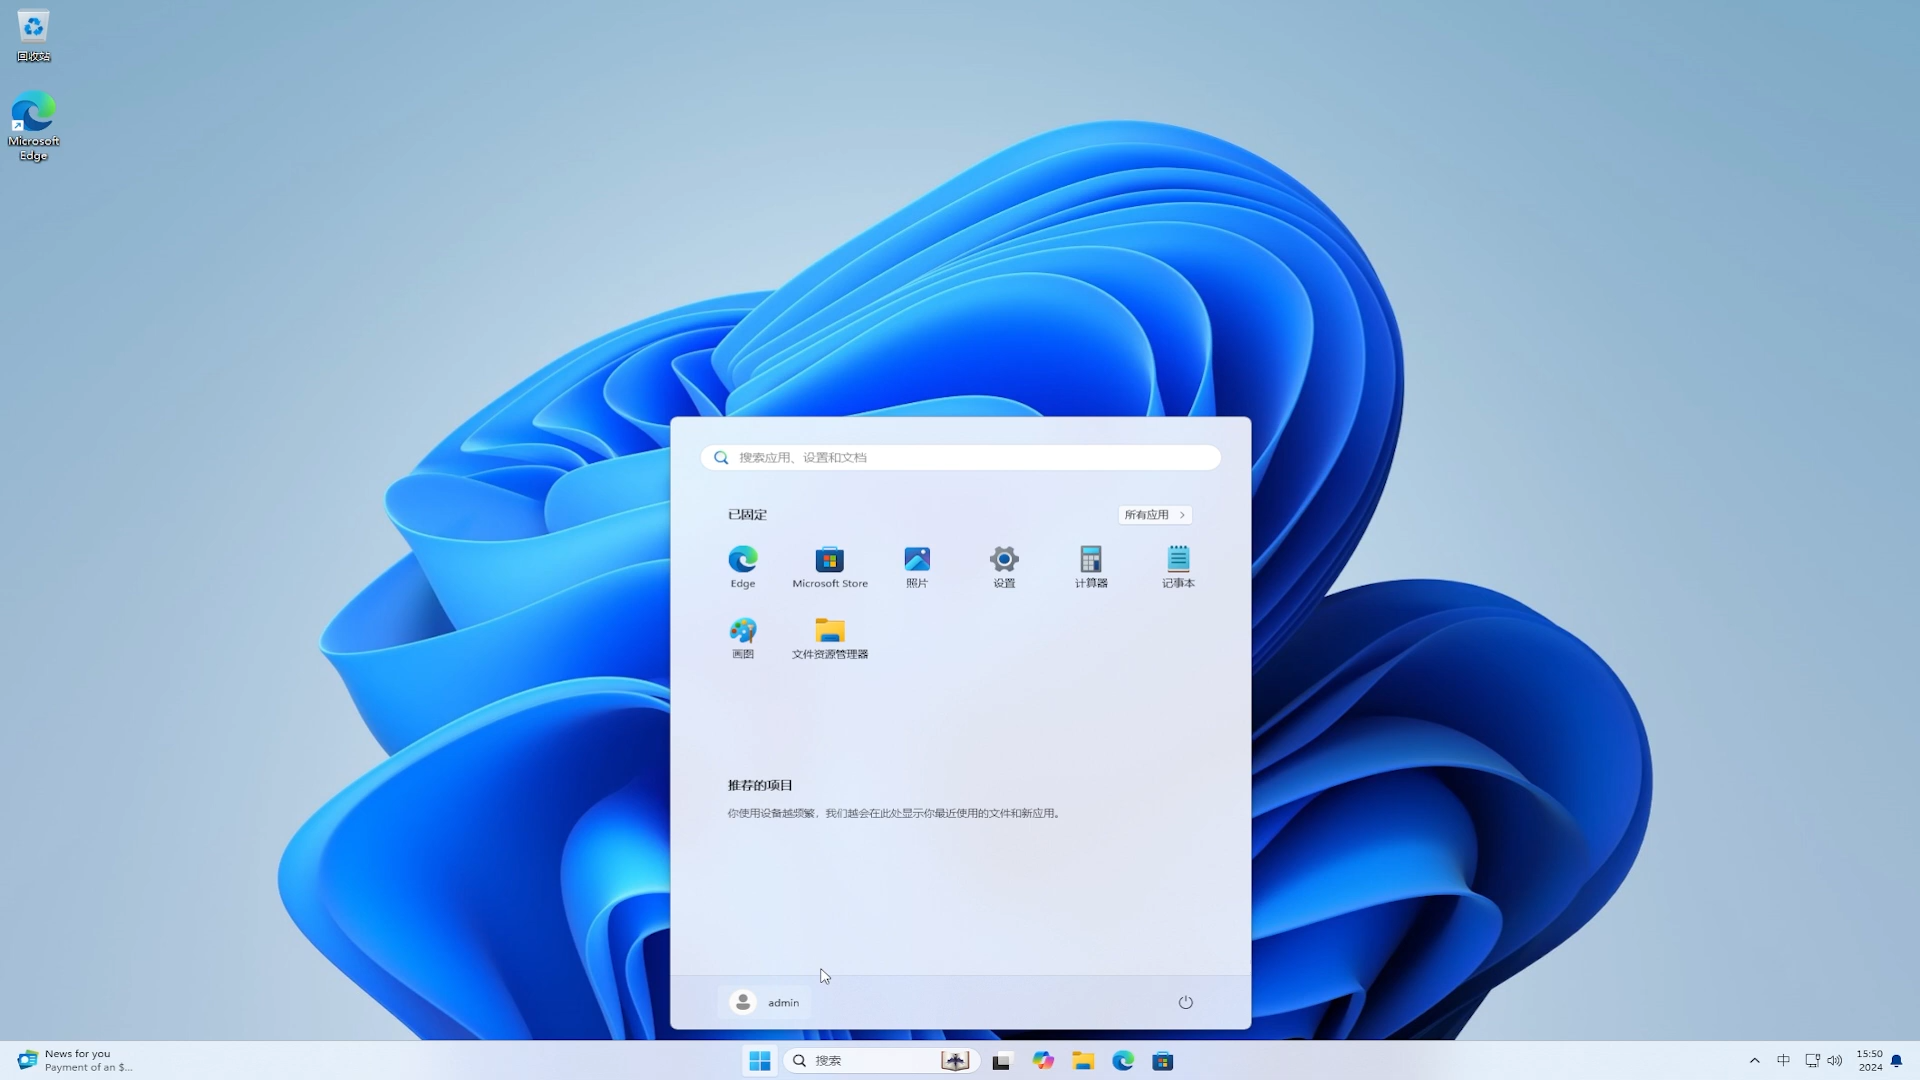 回收站
Microsoft
Edge
搜索应用、设置和文档
已固定
所有应用
Edge
Microsoft Store
照片
设置
计算器
记事本
画图
文件资源管理器
推荐的项目
你使用设备越频繁，我们越会在此处显示你最近使用的文件和新应用。
admin
News for you
Payment of an $...
搜索
中
15:50
2024